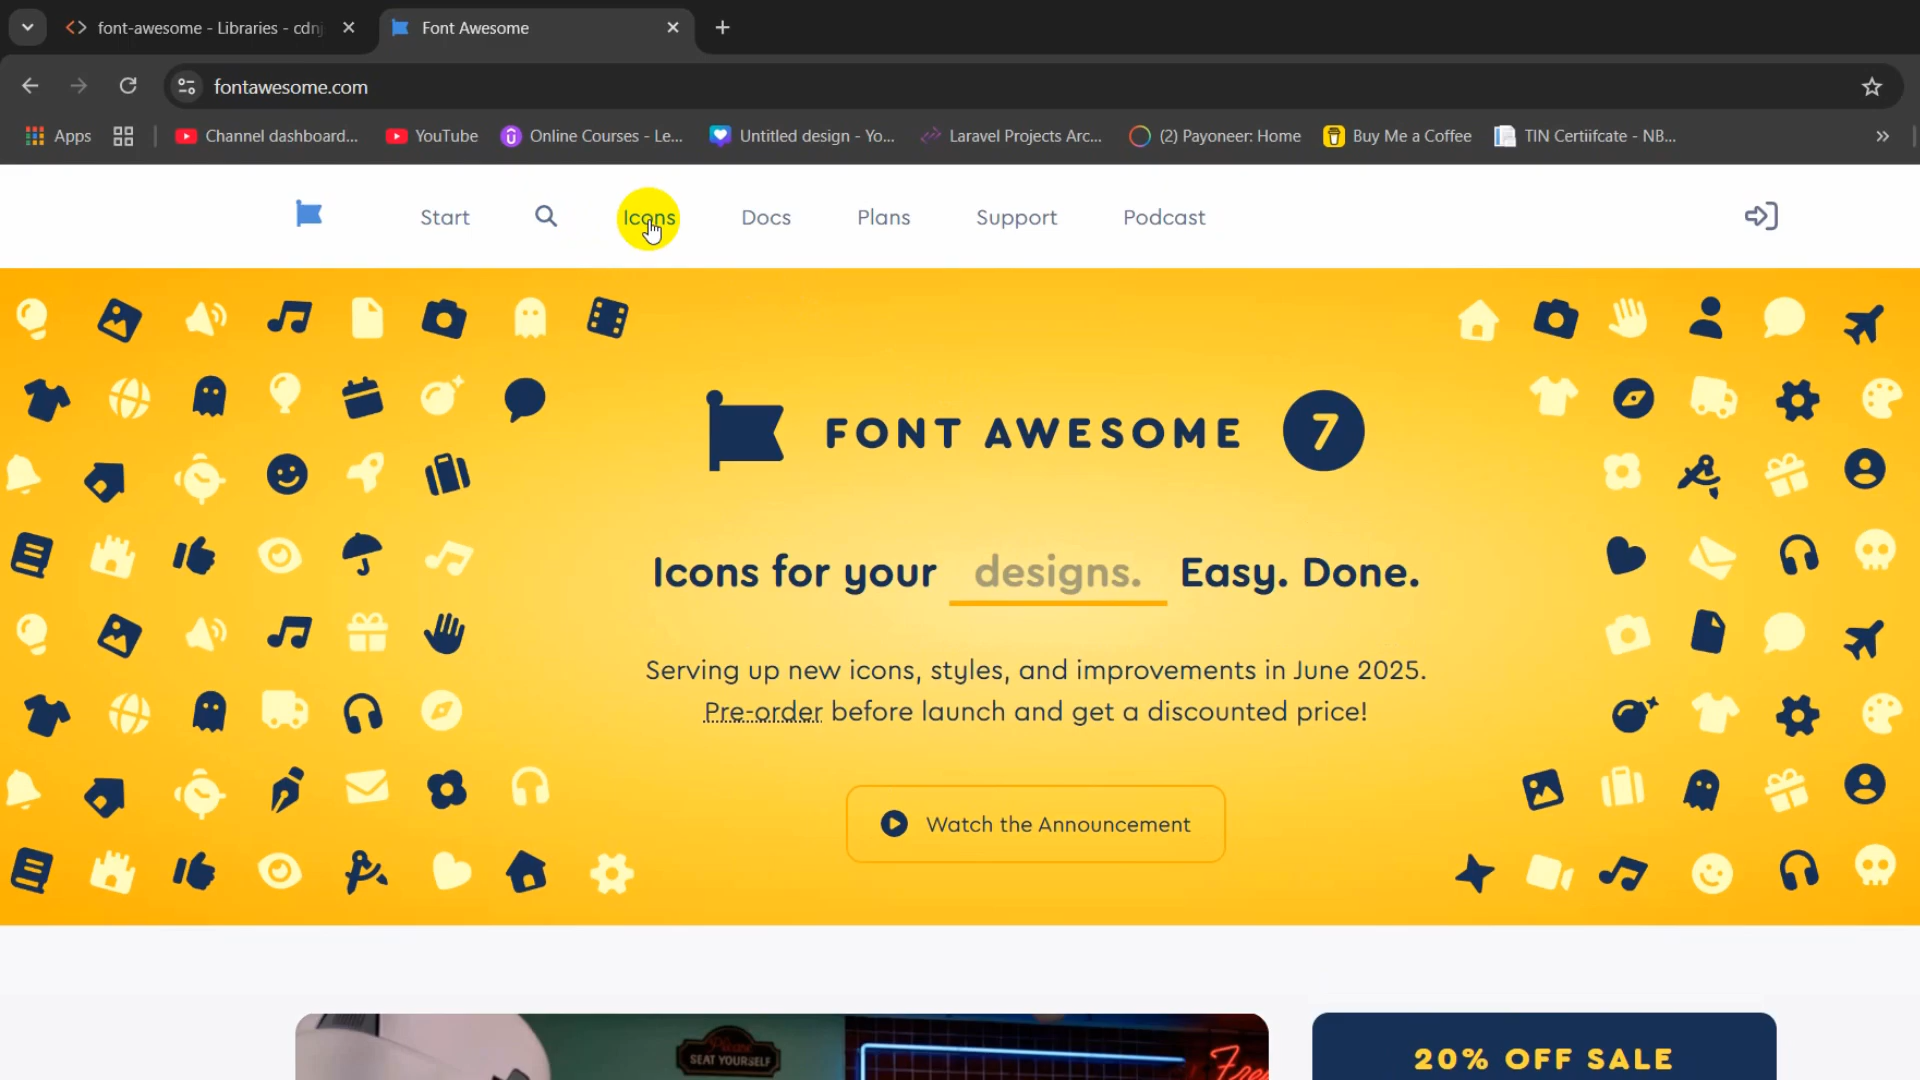 font-awesome - Libraries - cdnj
Font Awesome
fontawesome.com
Apps
Channel dashboard...
YouTube
Online Courses - Le...
Untitled design - Yo...
Laravel Projects Arc...
(2) Payoneer: Home
Buy Me a Coffee
TIN Certiifcate - NB...
Start
Icons
Docs
Plans
Support
Podcast
FONT AWESOME 7
Icons for your designs. Easy. Done.
Serving up new icons, styles, and improvements in June 2025.
Pre-order before launch and get a discounted price!
Watch the Announcement
Please
SEAT YOURSELF
20% OFF SALE